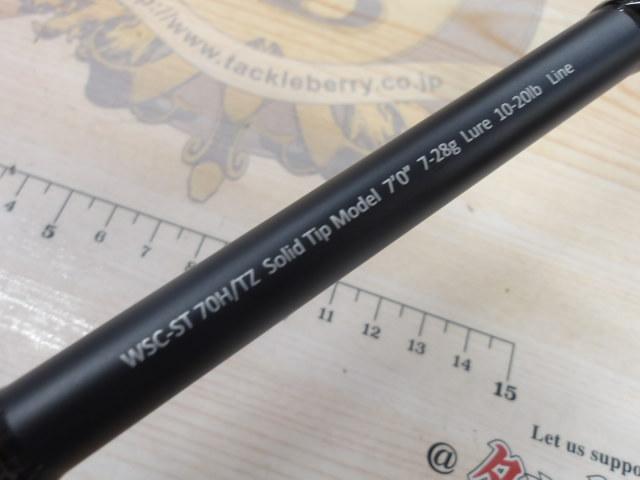 http://www.tackleberry.co.jp
WSC-ST 70H/TZ Solid Tip Model 7'0" 7-28g Lure 10-20lb Line
4 5 6 7 8
11 12 13 14 15
Let us suppo
@